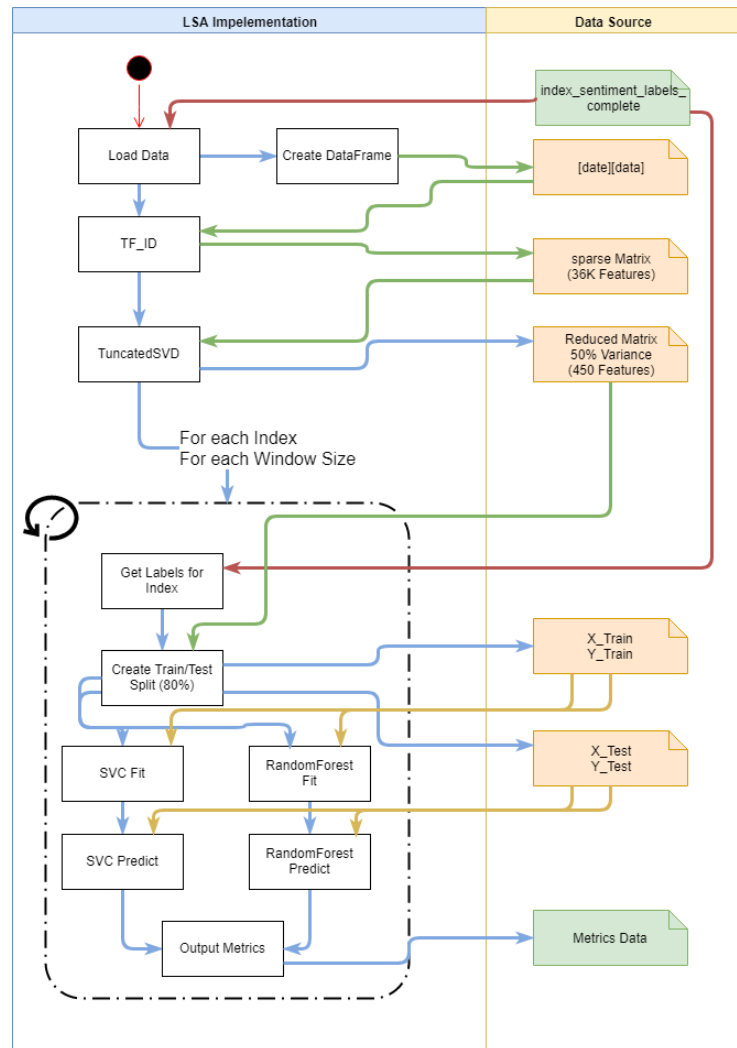 LSA Impelementation
Data Source
index_sentiment_labels_
complete
Load Data
Create DataFrame
[date][data]
TF_ID
sparse Matrix
(36K Features)
TuncatedSVD
Reduced Matrix
50% Variance
(450 Features)
For each Index
For each Window Size
Get Labels for
Index
Create Train/Test
Split (80%)
X_Train
Y_Train
SVC Fit
RandomForest
Fit
X_Test
Y_Test
SVC Predict
RandomForest
Predict
Output Metrics
Metrics Data